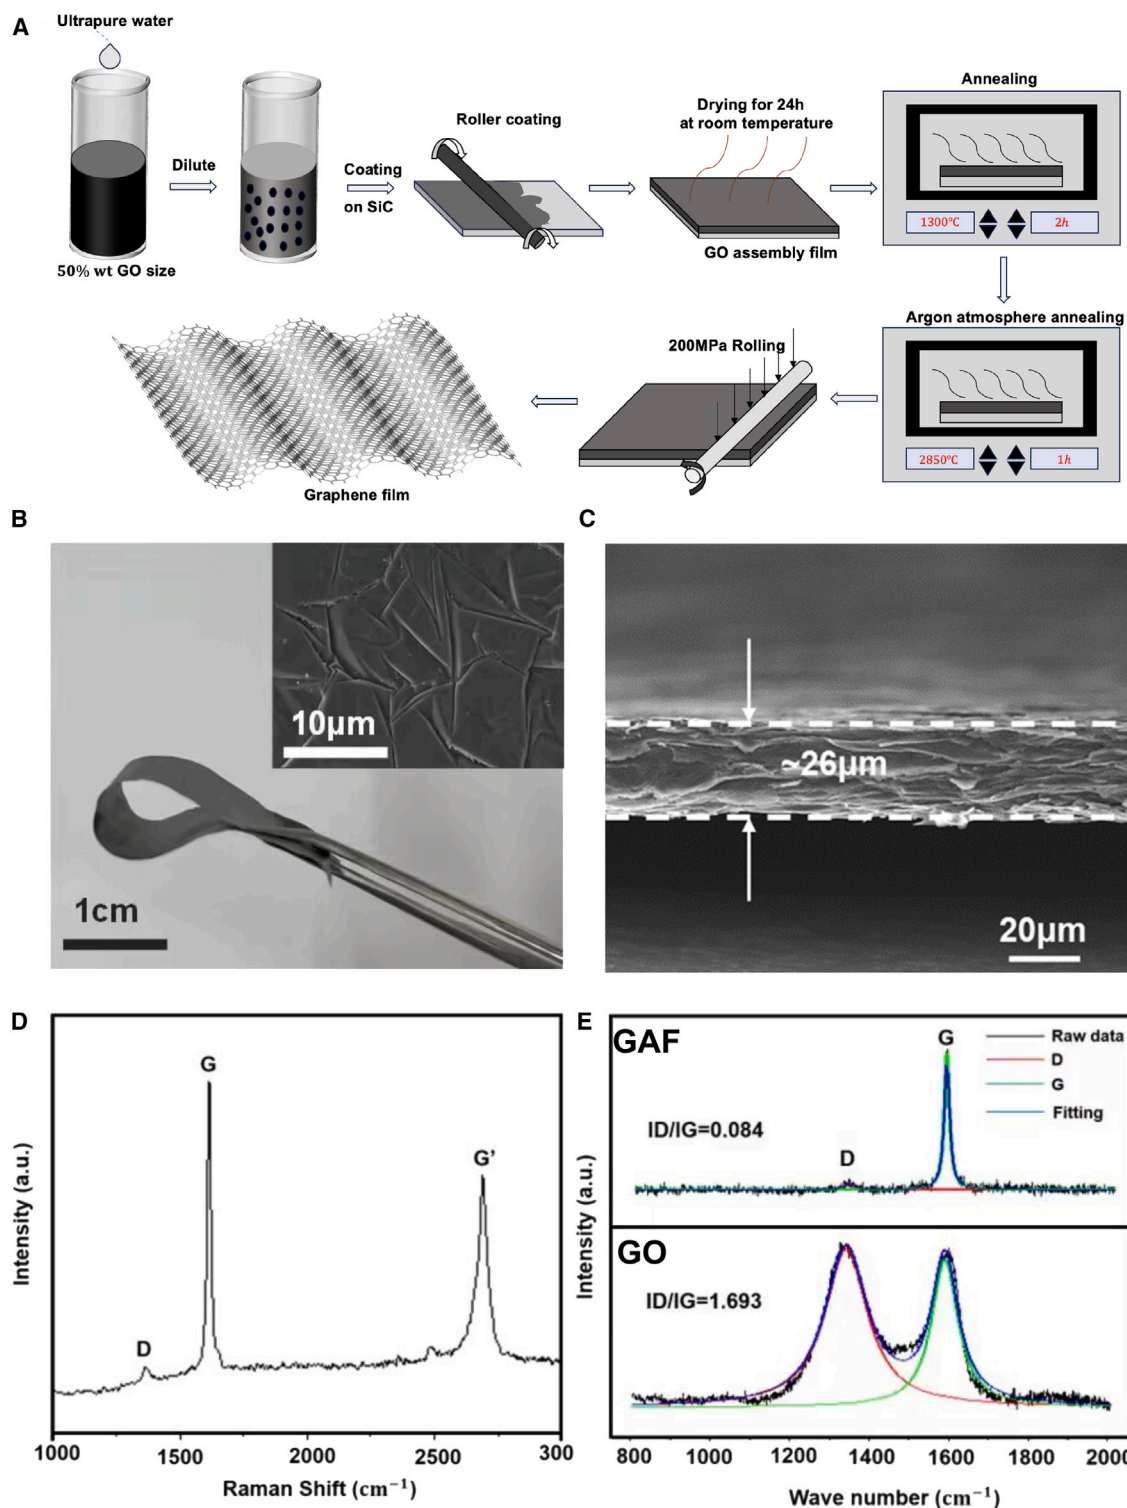 A
Ultrapure water
Dilute
50% wt GO size
Coating
on SiC
Roller coating
Drying for 24h
at room temperature
GO assembly film
Annealing
1300℃
2h
Argon atmosphere annealing
2850℃
1h
200MPa Rolling
Graphene film
B
10μm
1cm
C
≈26μm
20μm
D
G
G’
D
Intensity (a.u.)
1000
1500
2000
2500
300
Raman Shift (cm⁻¹)
E
GAF
G
Raw data
D
G
Fitting
ID/IG=0.084
D
GO
ID/IG=1.693
Intensity (a.u.)
800
1000
1200
1400
1600
1800
2000
Wave number (cm⁻¹)